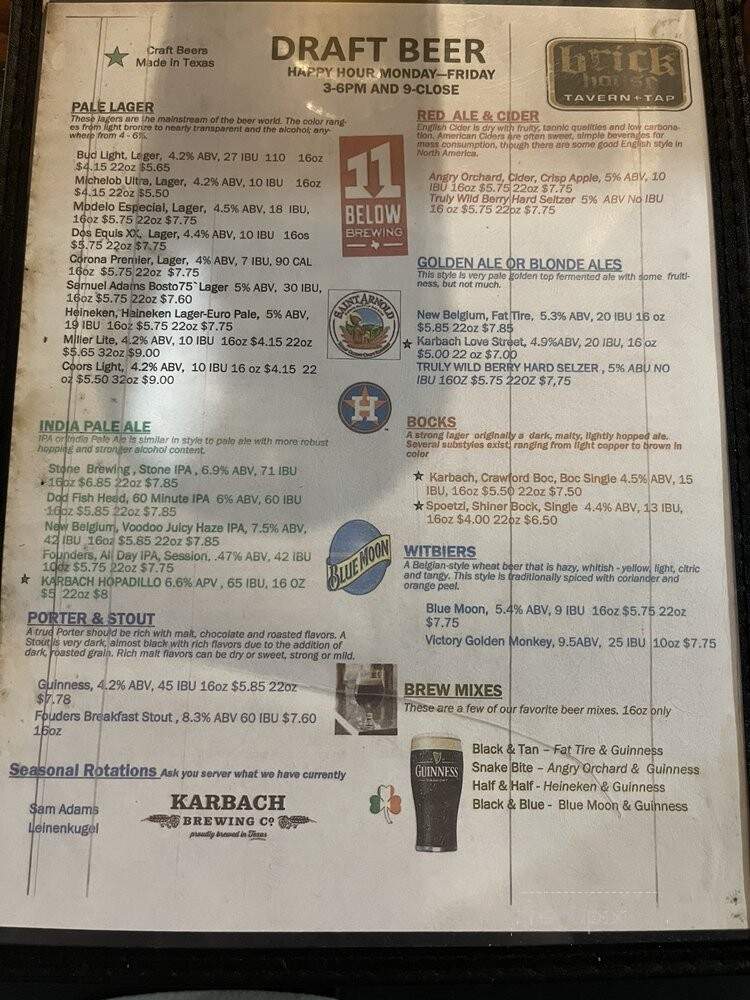 Craft Beers
Made In Texas
DRAFT BEER
HAPPY HOUR MONDAY—FRIDAY
3-6PM AND 9-CLOSE
brick
house
TAVERN+TAP
PALE LAGER
These lagers are the mainstream of the beer world. The color rang-
es from light bronze to nearly transparent and the alcohol; any-
where from 4 - 6%.
Bud Light, Lager, 4.2% ABV, 27 IBU 110 16oz
$4.15 22oz $5.65
Michelob Ultra, Lager, 4.2% ABV, 10 IBU 16oz
$4.15 22oz $5.50
Modelo Especial, Lager, 4.5% ABV, 18 IBU,
16oz $5.75 22oz $7.75
Dos Equis XX, Lager, 4.4% ABV, 10 IBU 16os
$5.75 22oz $7.75
Corona Premier, Lager, 4% ABV, 7 IBU, 90 CAL
16oz $5.75 22oz $7.75
Samuel Adams Bosto75`Lager 5% ABV, 30 IBU,
16oz $5.75 22oz $7.60
Heineken, Haineken Lager-Euro Pale, 5% ABV,
19 IBU 16oz $5.75 22oz $7.75
Miller Lite, 4.2% ABV, 10 IBU 16oz $4.15 22oz
$5.65 32oz $9.00
Coors Light, 4.2% ABV, 10 IBU 16 oz $4.15 22
oz $5.50 32oz $9.00
11
BELOW
BREWING
SAINT ARNOLD
H
INDIA PALE ALE
IPA or India Pale Ale is similar in style to pale ale with more robust
hopping and stronger alcohol content.
Stone Brewing, Stone IPA, 6.9% ABV, 71 IBU
16oz $6.85 22oz $7.85
Dod Fish Head, 60 Minute IPA 6% ABV, 60 IBU
16oz $5.85 22oz $7.85
New Belgium, Voodoo Juicy Haze IPA, 7.5% ABV,
42 IBU 16oz $5.85 22oz $7.85
Founders, All Day IPA, Session, .47% ABV, 42 IBU
10oz $5.75 22oz $7.75
KARBACH HOPADILLO 6.6% APV, 65 IBU, 16 OZ
$5 22oz $8
BLUE MOON
PORTER & STOUT
A true Porter should be rich with malt, chocolate and roasted flavors. A
Stout is very dark, almost black with rich flavors due to the addition of
dark, roasted grain. Rich malt flavors can be dry or sweet, strong or mild.
Guinness, 4.2% ABV, 45 IBU 16oz $5.85 22oz
$7.78
Fouders Breakfast Stout, 8.3% ABV 60 IBU $7.60
16oz
Seasonal Rotations Ask you server what we have currently
Sam Adams
Leinenkugel
KARBACH
BREWING Cº
proudly brewed in Texas
RED ALE & CIDER
English Cider is dry with fruity, tannic qualities and low carbona-
tion. American Ciders are often sweet, simple beverages for
mass consumption, though there are some good English style in
North America.
Angry Orchard, Cider, Crisp Apple, 5% ABV, 10
IBU 16oz $5.75 22oz $7.75
Truly Wild Berry Hard Seltzer 5% ABV No IBU
16 oz $5.75 22oz $7.75
GOLDEN ALE OR BLONDE ALES
This style is very pale golden top fermented ale with some fruiti-
ness, but not much.
New Belgium, Fat Tire, 5.3% ABV, 20 IBU 16 oz
$5.85 22oz $7.85
Karbach Love Street, 4.9%ABV, 20 IBU, 16 oz
$5.00 22 oz $7.00
TRULY WILD BERRY HARD SELZER, 5% ABU NO
IBU 16OZ $5.75 22OZ $7,75
BOCKS
A strong lager originally a dark, malty, lightly hopped ale.
Several substyles exist, ranging from light copper to brown in
color
Karbach, Crawford Boc, Boc Single 4.5% ABV, 15
IBU, 16oz $5.50 22oz $7.50
Spoetzl, Shiner Bock, Single 4.4% ABV, 13 IBU,
16oz $4.00 22oz $6.50
WITBIERS
A Belgian-style wheat beer that is hazy, whitish - yellow, light, citric
and tangy. This style is traditionally spiced with coriander and
orange peel.
Blue Moon, 5.4% ABV, 9 IBU 16oz $5.75 22oz
$7.75
Victory Golden Monkey, 9.5ABV, 25 IBU 10oz $7.75
BREW MIXES
These are a few of our favorite beer mixes. 16oz only
GUINNESS
Black & Tan – Fat Tire & Guinness
Snake Bite – Angry Orchard & Guinness
Half & Half - Heineken & Guinness
Black & Blue - Blue Moon & Guinness